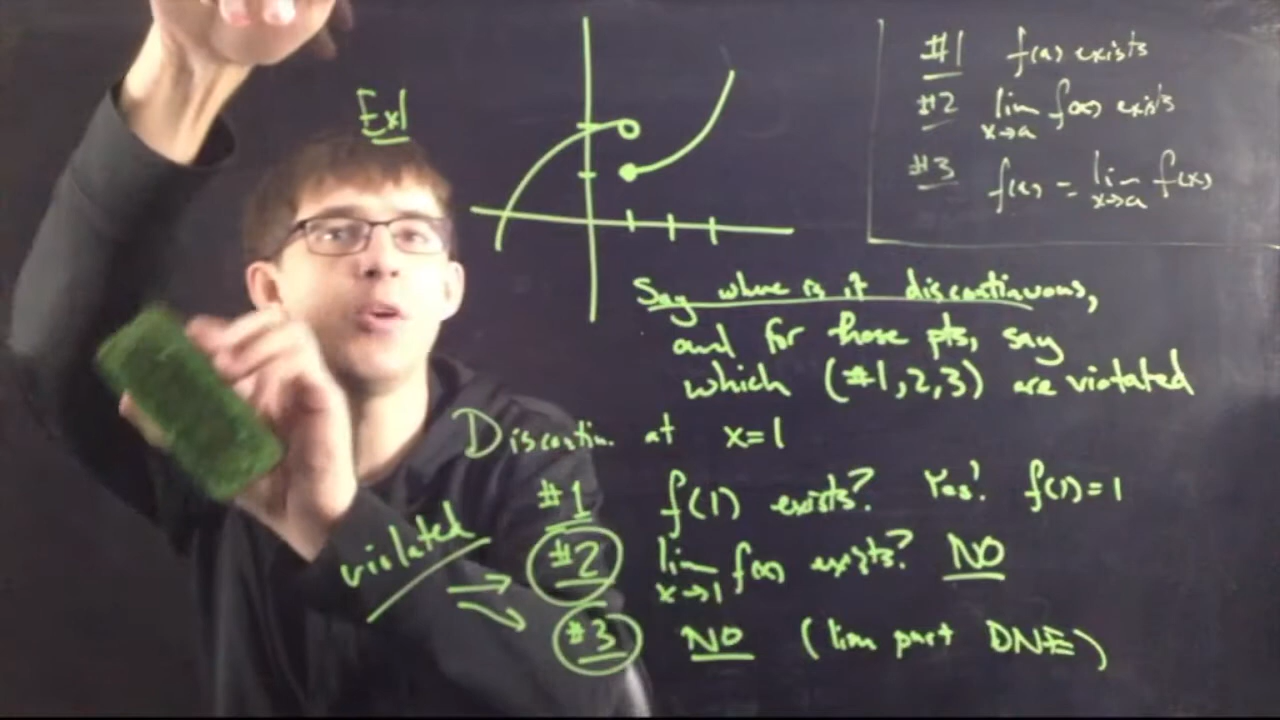 Ex1
#1 f(a) exists
#2 lim x→a f(x) exists
#3 f(a) = lim x→a f(x)
Say where is it discontinuous,
and for those pts, say
which (#1,2,3) are violated
Discontin. at x=1
#1 f(1) exists? Yes! f(1)=1
violated → #2 lim x→1 f(x) exists? NO
→ #3 NO (lim part DNE)